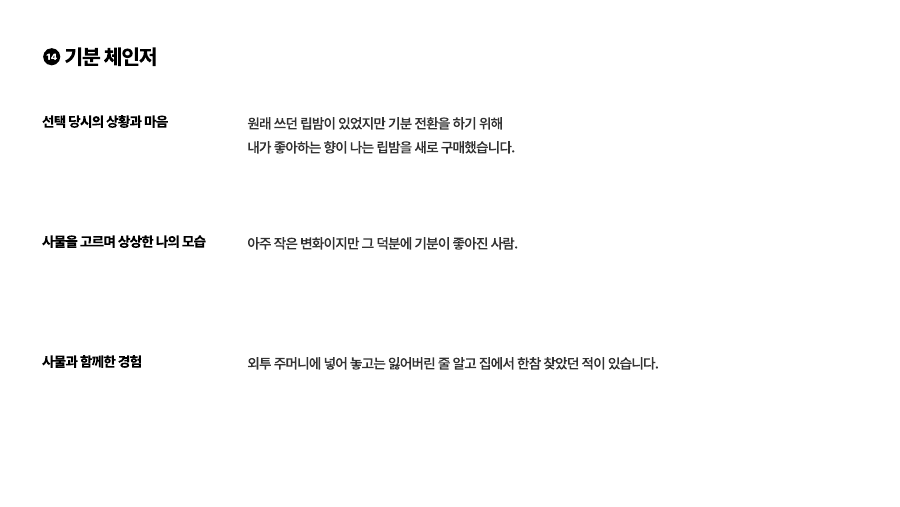 ⓮ 기분 체인저
선택 당시의 상황과 마음
원래 쓰던 립밤이 있었지만 기분 전환을 하기 위해
내가 좋아하는 향이 나는 립밤을 새로 구매했습니다.
사물을 고르며 상상한 나의 모습
아주 작은 변화이지만 그 덕분에 기분이 좋아진 사람.
사물과 함께한 경험
외투 주머니에 넣어 놓고는 잃어버린 줄 알고 집에서 한참 찾았던 적이 있습니다.